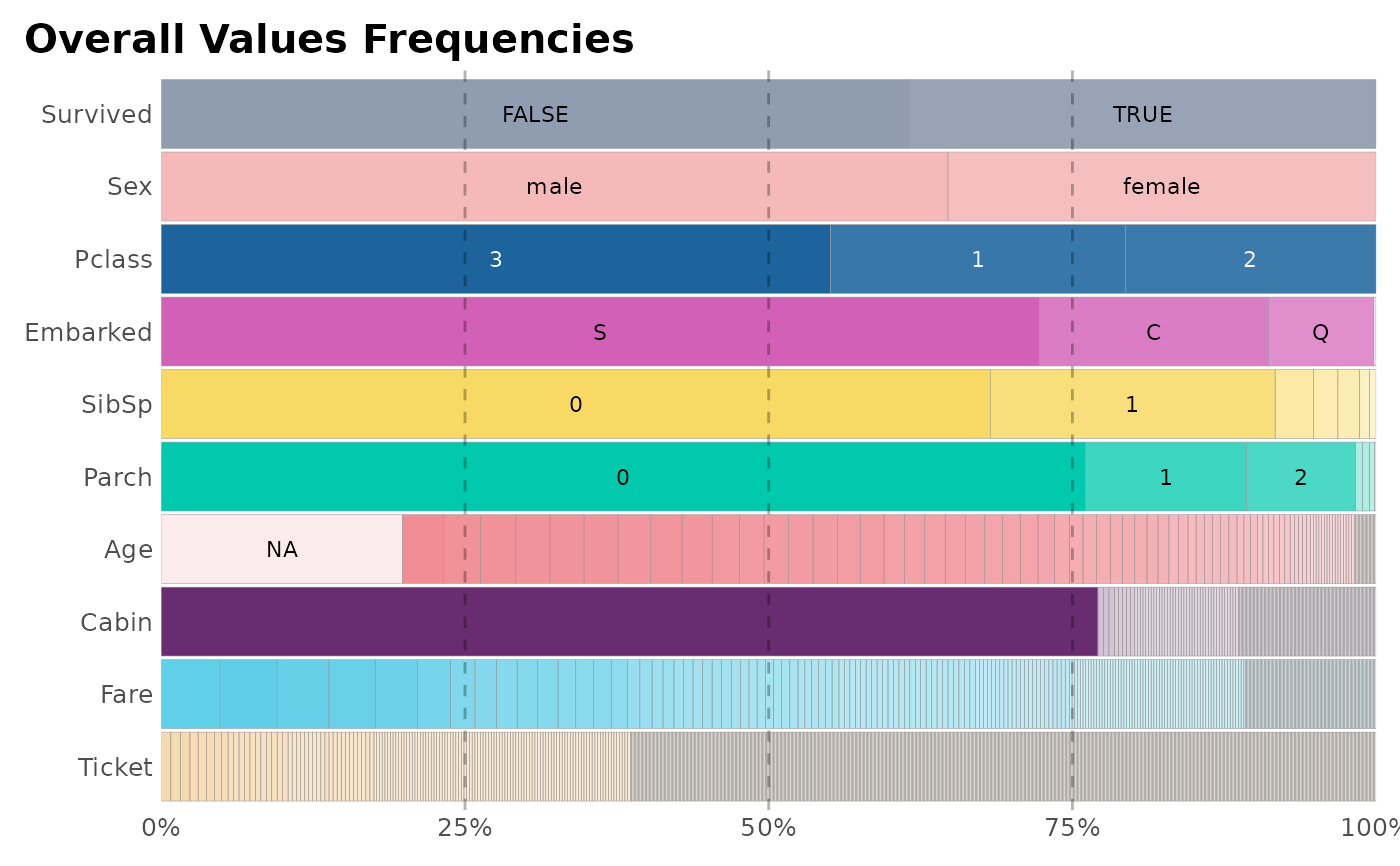 Overall Values Frequencies
Survived FALSE TRUE
Sex male female
Pclass 3 1 2
Embarked S C Q
SibSp 0 1
Parch 0 1 2
Age NA
Cabin
Fare
Ticket
0% 25% 50% 75% 100%